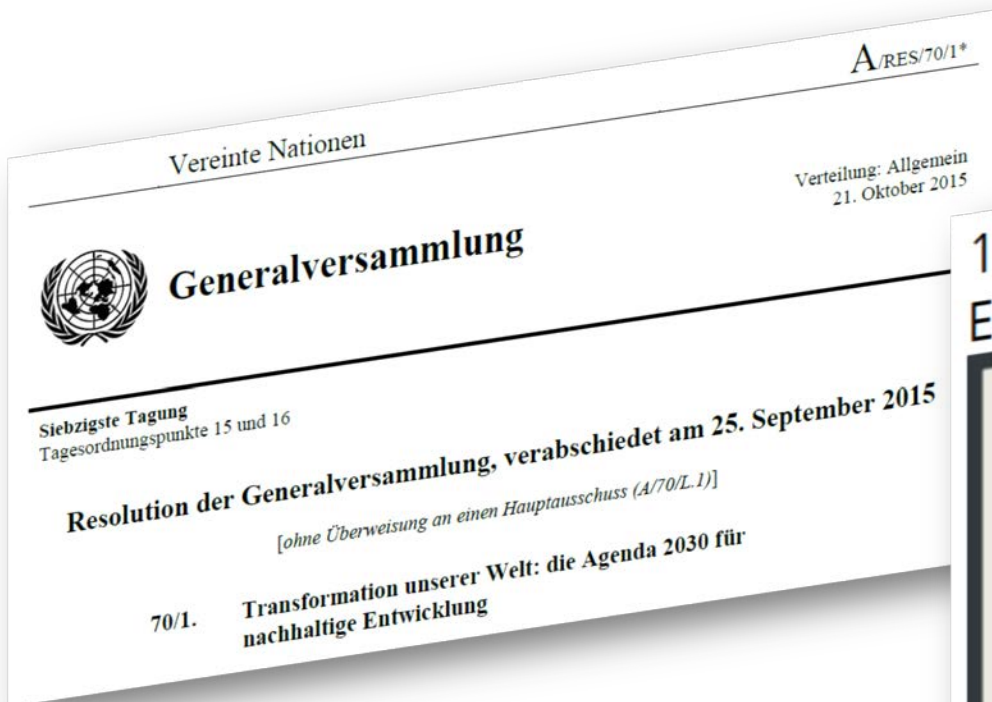 A/RES/70/1*
Vereinte Nationen
Verteilung: Allgemein
21. Oktober 2015
Generalversammlung
Siebzigste Tagung
Tagesordnungspunkte 15 und 16
Resolution der Generalversammlung, verabschiedet am 25. September 2015
[ohne Überweisung an einen Hauptausschuss (A/70/L.1)]
70/1. Transformation unserer Welt: die Agenda 2030 für
nachhaltige Entwicklung
1
E